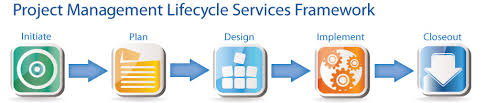 Project Management Lifecycle Services Framework
Initiate Plan Design Implement Closeout